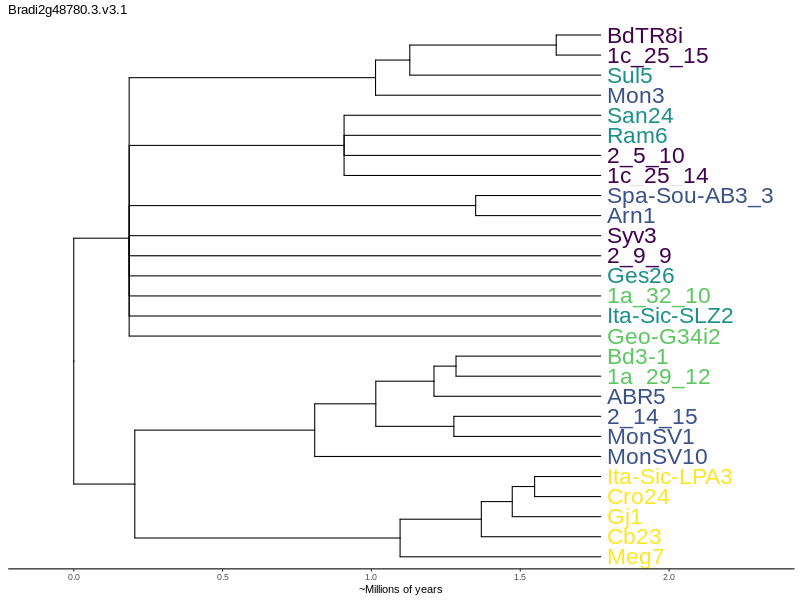 Bradi2g48780.3.v3.1
BdTR8i
1c_25_15
Sul5
Mon3
San24
Ram6
2_5_10
1c_25_14
Spa-Sou-AB3_3
Arn1
Syv3
2_9_9
Ges26
1a_32_10
Ita-Sic-SLZ2
Geo-G34i2
Bd3-1
1a_29_12
ABR5
2_14_15
MonSV1
MonSV10
Ita-Sic-LPA3
Cro24
Gj1
Cb23
Meg7
0.0 0.5 1.0 1.5 2.0
~Millions of years